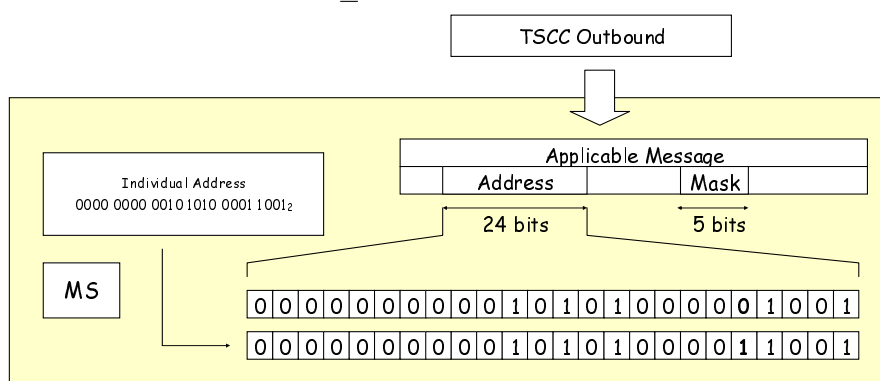 TSCC Outbound
Applicable Message
Address Mask
24 bits 5 bits
Individual Address
0000 0000 0010 1010 0001 1001₂
MS
0 0 0 0 0 0 0 0 0 0 1 0 1 0 1 0 0 0 0 0 1 0 0 1
0 0 0 0 0 0 0 0 0 0 1 0 1 0 1 0 0 0 0 1 1 0 0 1